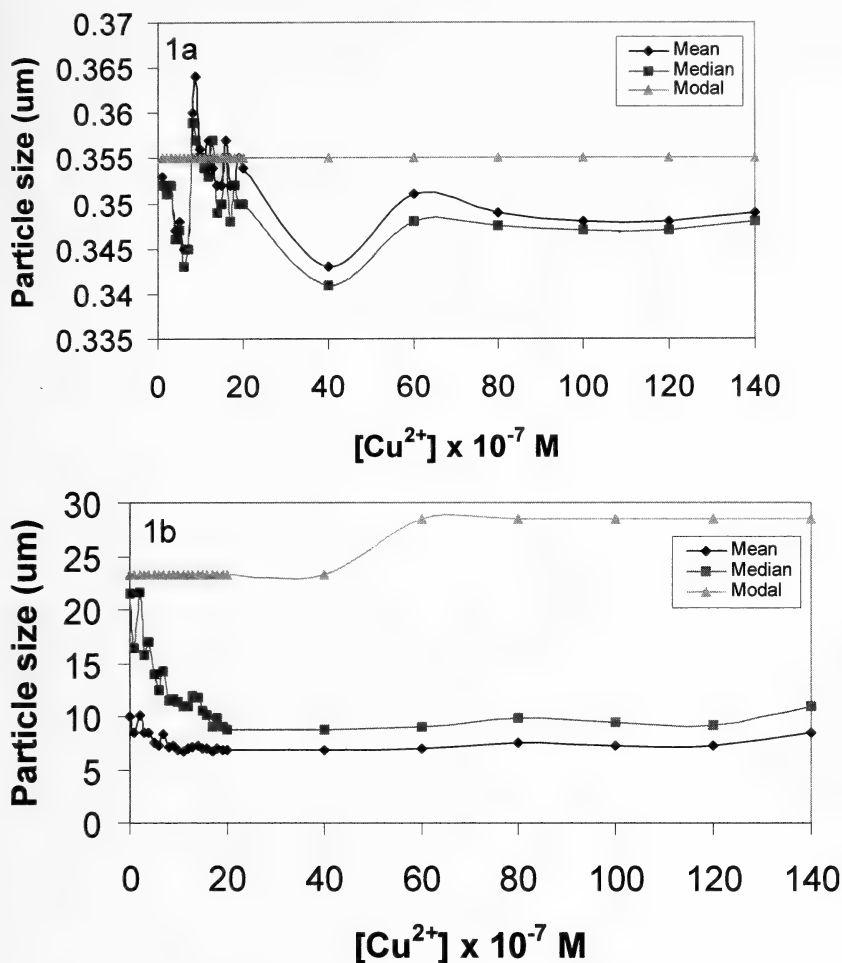 1a
Mean
Median
Modal
Particle size (um)
0.37
0.365
0.36
0.355
0.35
0.345
0.34
0.335
0 20 40 60 80 100 120 140
[Cu²⁺] x 10⁻⁷ M
1b
Mean
Median
Modal
Particle size (um)
30
25
20
15
10
5
0
0 20 40 60 80 100 120 140
[Cu²⁺] x 10⁻⁷ M